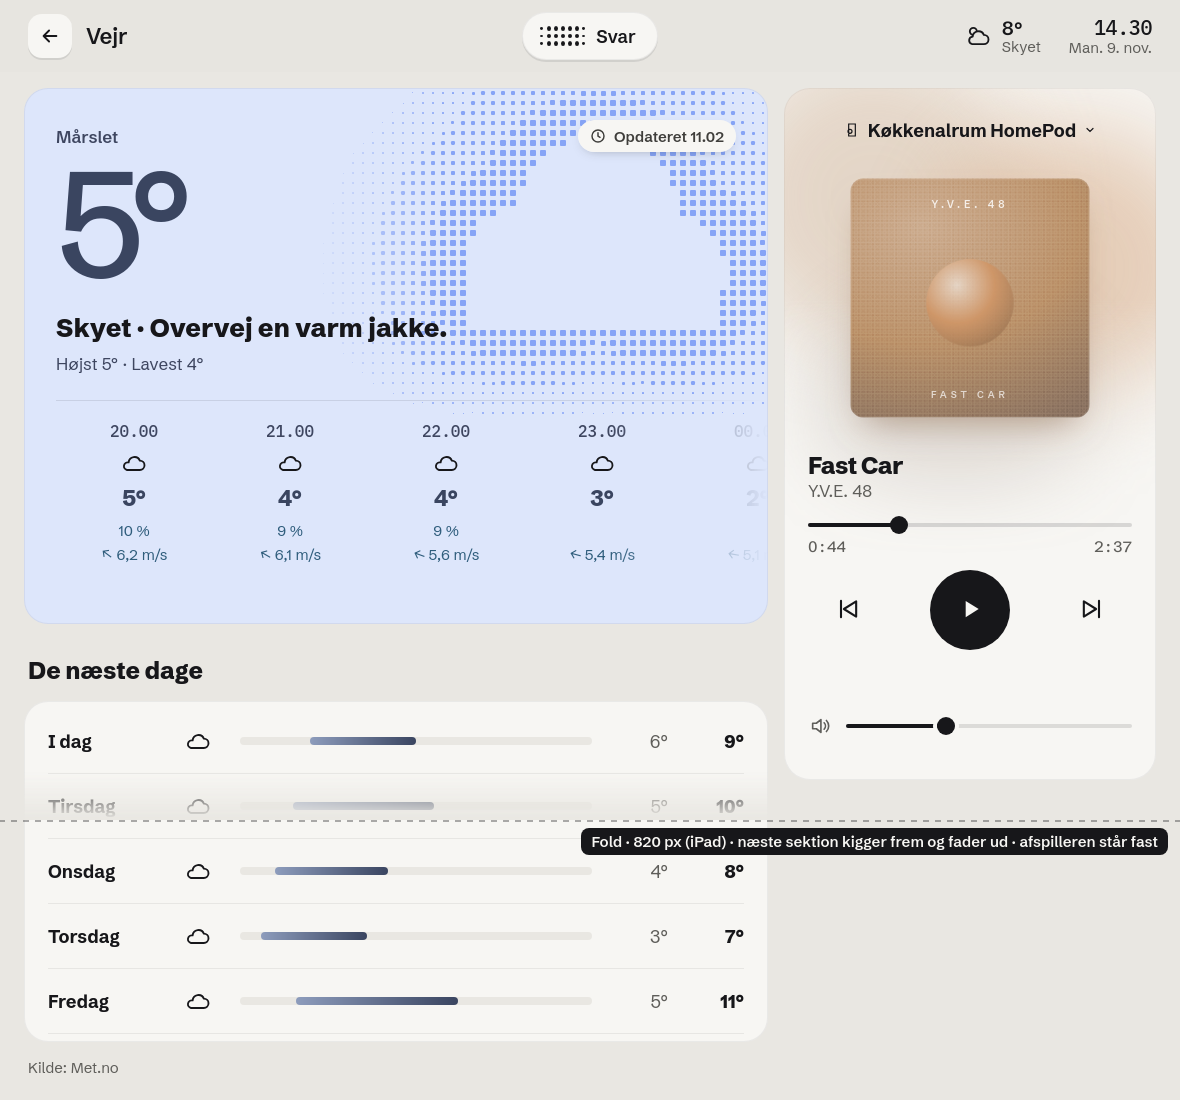 Vejr
Svar
8°
Skyet
14.30
Man. 9. nov.
Mårslet
Opdateret 11.02
5°
Skyet · Overvej en varm jakke.
Højst 5° · Lavest 4°
20.00 21.00 22.00 23.00 00.
5° 4° 4° 3° 2°
10 % 9 % 9 %
6,2 m/s 6,1 m/s 5,6 m/s 5,4 m/s 5,1
De næste dage
I dag 6° 9°
Tirsdag 5° 10°
Onsdag 4° 8°
Torsdag 3° 7°
Fredag 5° 11°
Kilde: Met.no
Køkkenalrum HomePod
Y.V.E. 48
FAST CAR
Fast Car
Y.V.E. 48
0:44 2:37
Fold · 820 px (iPad) · næste sektion kigger frem og fader ud · afspilleren står fast